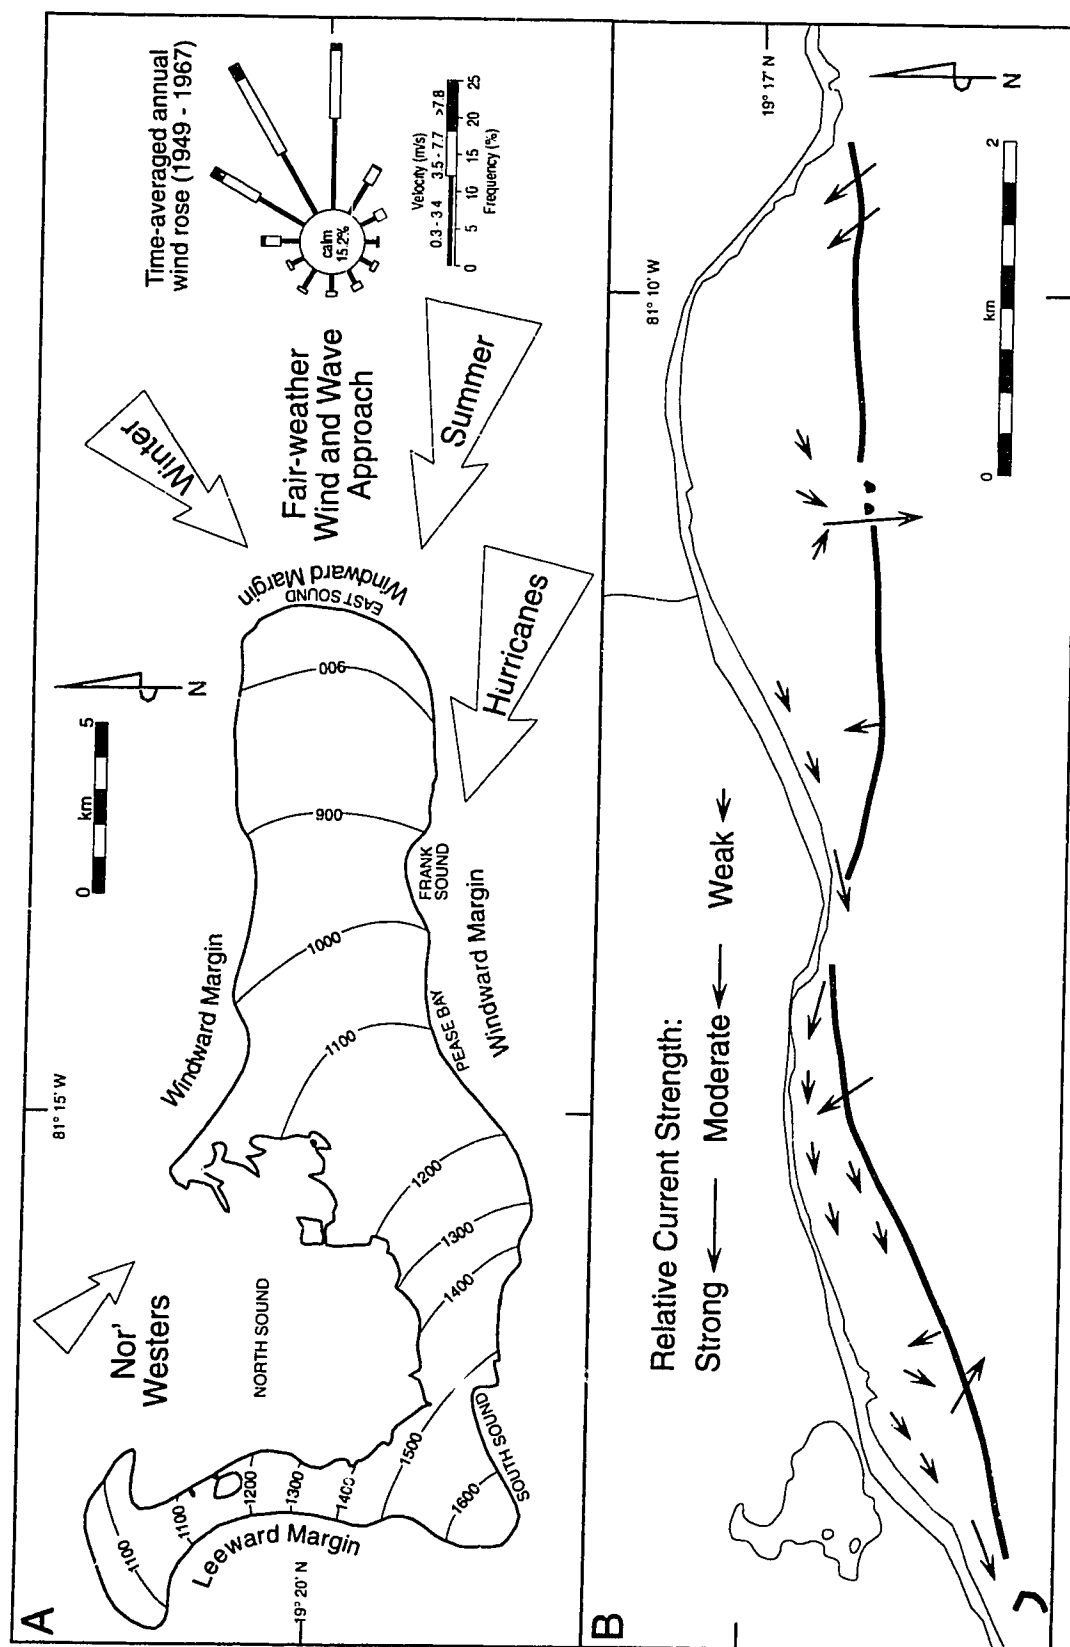 A
Time-averaged annual
wind rose (1949 - 1967)
calm
15.2%
Velocity (m/s)
0.3 - 3.4 3.5 - 7.7 >7.8
0 5 10 15 20 25
Frequency (%)
Winter
Fair-weather
Wind and Wave
Approach
Summer
Hurricanes
0 km 5
N
81° 15' W
19° 20' N
Nor'
Westers
NORTH SOUND
Windward Margin
EAST SOUND
Windward
Margin
FRANK
SOUND
PEASE BAY
Windward Margin
SOUTH SOUND
Leeward Margin
1100
1100
1200
1300
1400
1500
1600
1400
1300
1200
1100
1000
900
900
B
Relative Current Strength:
Strong Moderate Weak
81° 10' W
19° 17' N
N
0 km 2